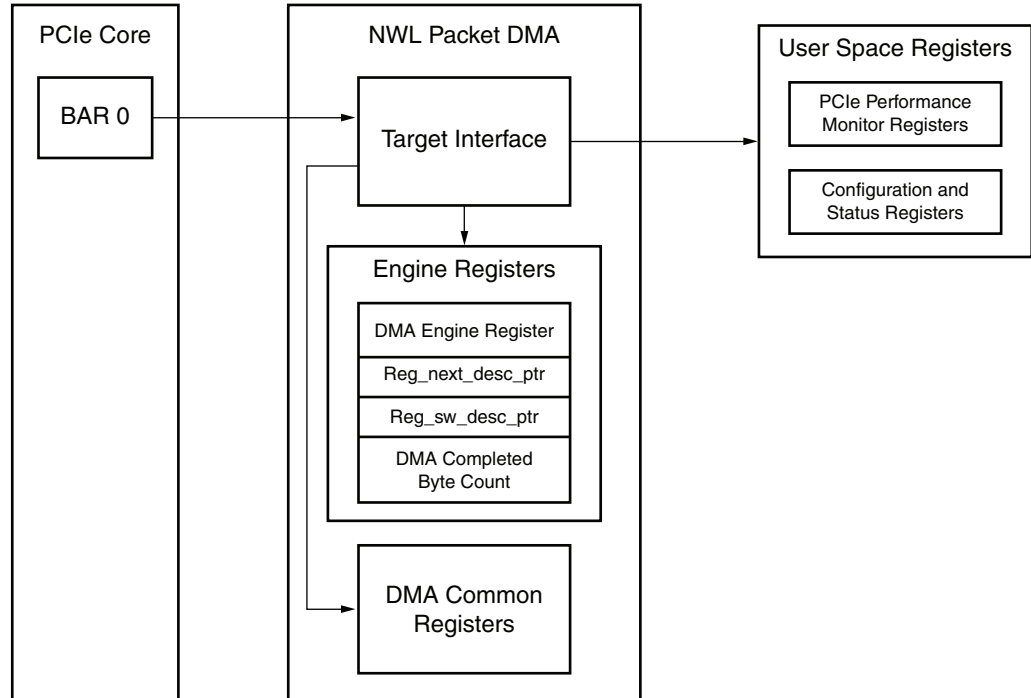 PCIe Core
BAR 0
NWL Packet DMA
Target Interface
Engine Registers
DMA Engine Register
Reg_next_desc_ptr
Reg_sw_desc_ptr
DMA Completed
Byte Count
DMA Common
Registers
User Space Registers
PCIe Performance
Monitor Registers
Configuration and
Status Registers